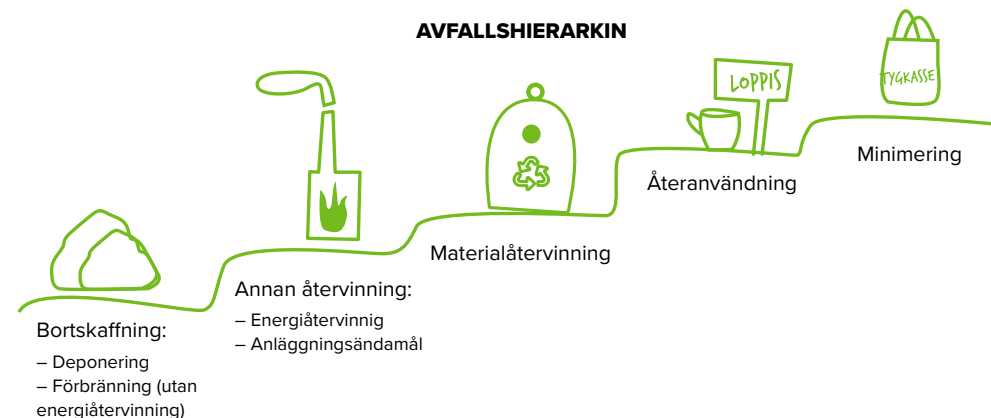 AVFALLSHIERARKIN
Bortskaffning:
– Deponering
– Förbränning (utan
energiåtervinning)
Annan återvinning:
– Energiåtervinnig
– Anläggningsändamål
Materialåtervinning
LOPPIS
Återanvändning
TYGKASSE
Minimering